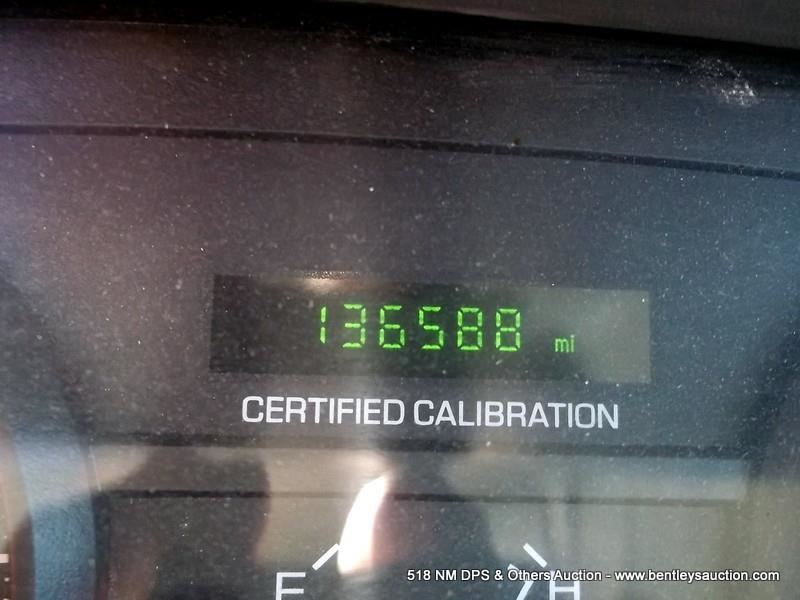 136588 mi
CERTIFIED CALIBRATION
F H
518 NM DPS & Others Auction - www.bentleysauction.com